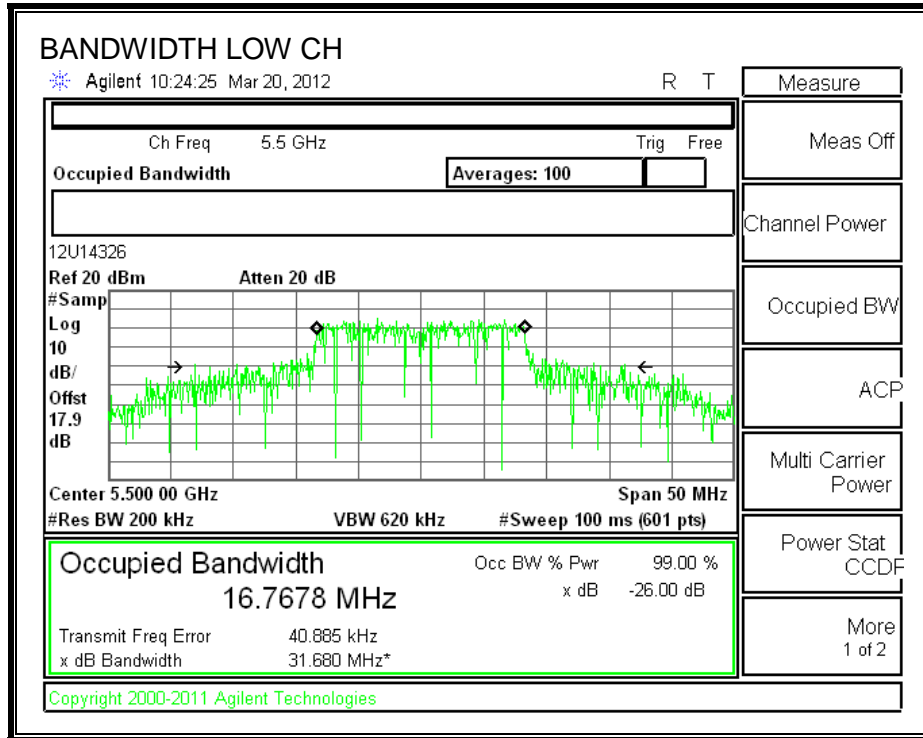 BANDWIDTH LOW CH
Agilent 10:24:25 Mar 20, 2012 R T
Measure
Ch Freq 5.5 GHz Trig Free
Occupied Bandwidth Averages: 100
12U14326
Ref 20 dBm Atten 20 dB
#Samp
Log
10
dB/
Offst
17.9
dB
Center 5.500 00 GHz Span 50 MHz
#Res BW 200 kHz VBW 620 kHz #Sweep 100 ms (601 pts)
Occupied Bandwidth
16.7678 MHz
Occ BW % Pwr 99.00 %
x dB -26.00 dB
Transmit Freq Error 40.885 kHz
x dB Bandwidth 31.680 MHz*
Copyright 2000-2011 Agilent Technologies
Meas Off
Channel Power
Occupied BW
ACP
Multi Carrier
Power
Power Stat
CCDF
More
1 of 2